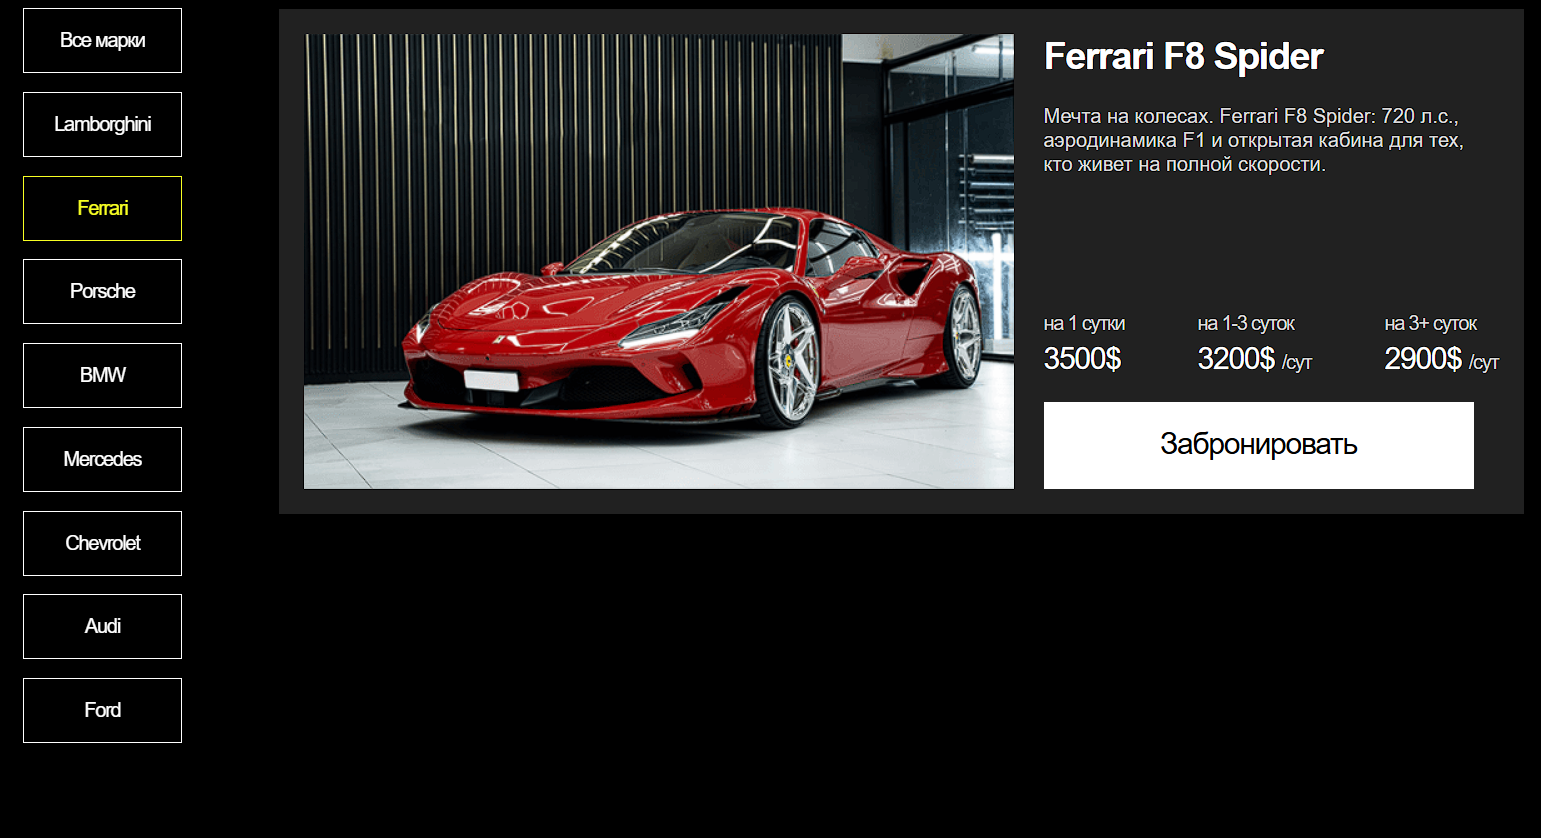 Все марки
Lamborghini
Ferrari
Porsche
BMW
Mercedes
Chevrolet
Audi
Ford
Ferrari F8 Spider
Мечта на колесах. Ferrari F8 Spider: 720 л.с.,
аэродинамика F1 и открытая кабина для тех,
кто живет на полной скорости.
на 1 сутки
3500$
на 1-3 суток
3200$ /сут
на 3+ суток
2900$ /сут
Забронировать